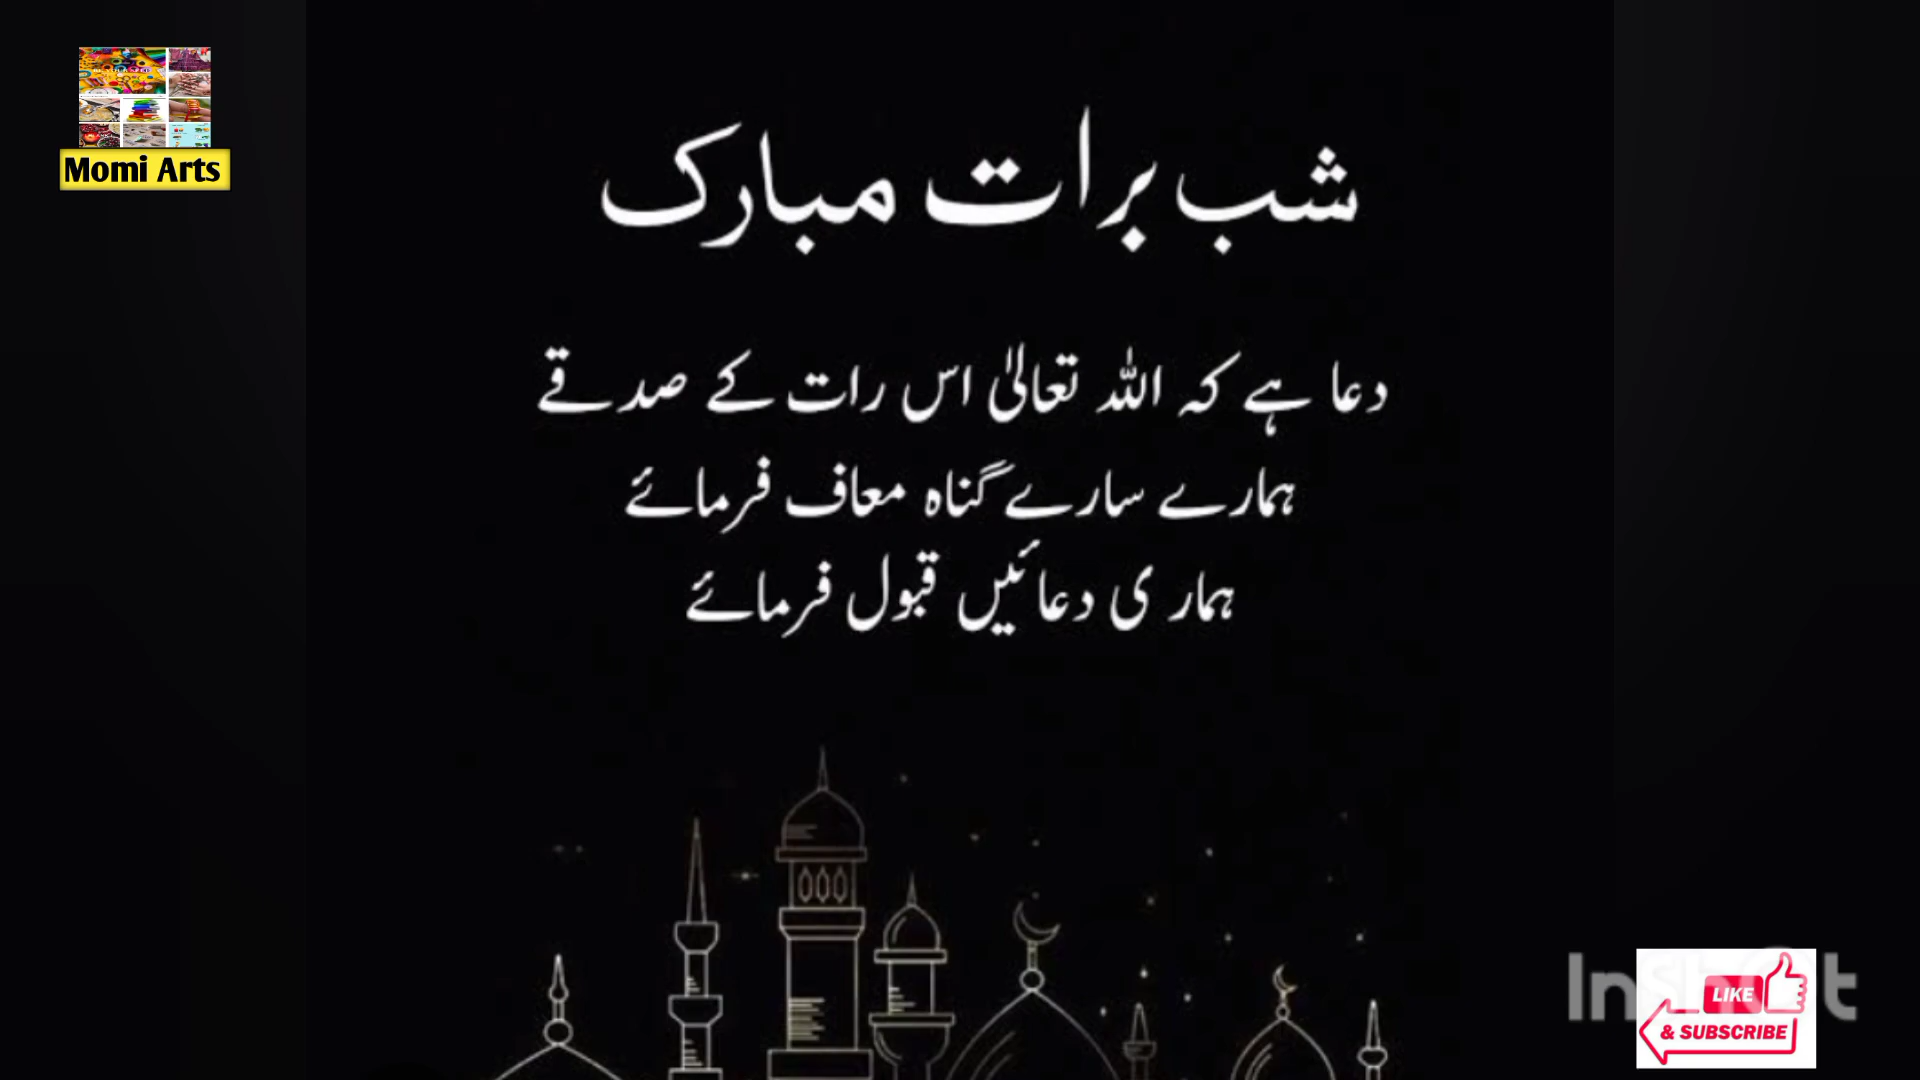 Momi Arts
شب برات مبارک
دعا ہے کہ اللہ تعالیٰ اس رات کے صدقے
ہمارے سارے گناہ معاف فرمائے
ہماری دعائیں قبول فرمائے
InShot
LIKE
& SUBSCRIBE